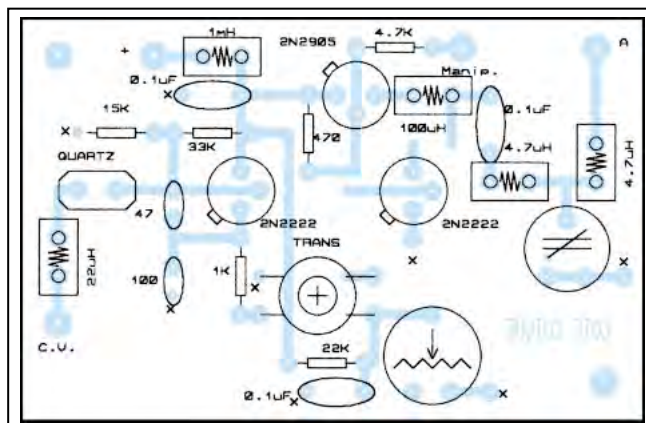 1mH
2N2905
4.7K
+
A
0.1uF
Manip.
x
15K
0.1uF
x
33K
470
100uH
4.7uH
4.7uH
QUARTZ
47
2N2222
2N2222
TRANS
22uH
1K
x
x
x
100
x
C.V.
22K
0.1uF
x
x